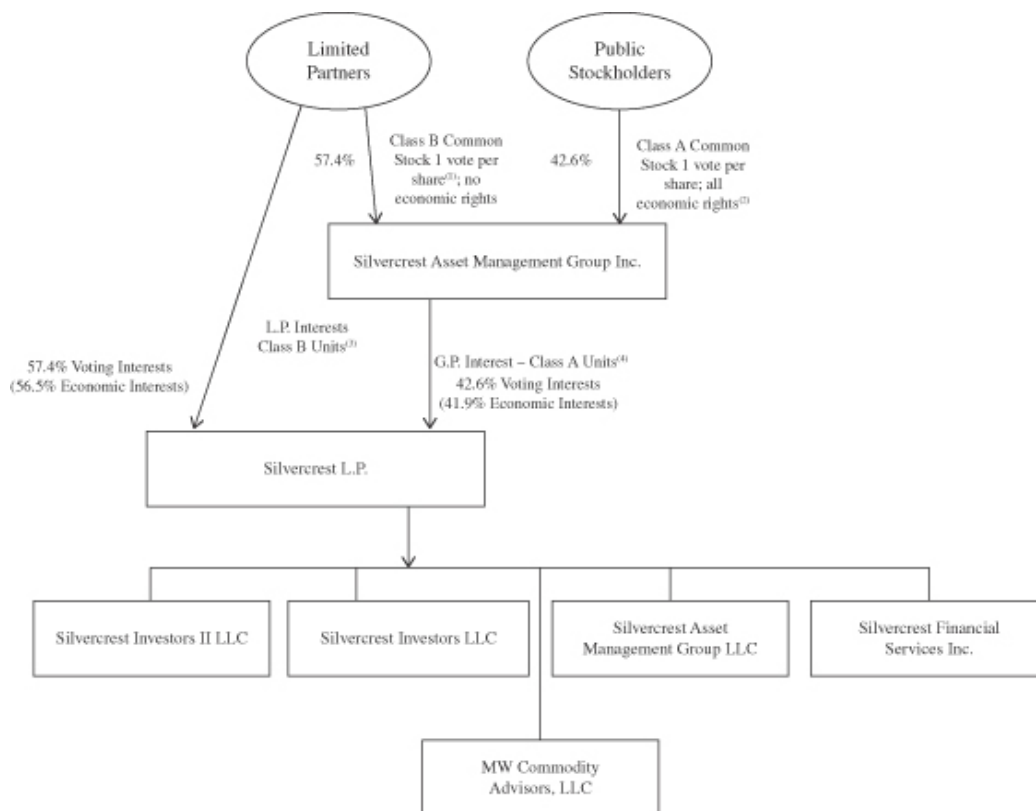 Limited
Partners
Public
Stockholders
57.4%
Class B Common
Stock 1 vote per
share(1); no
economic rights
42.6%
Class A Common
Stock 1 vote per
share; all
economic rights(2)
Silvercrest Asset Management Group Inc.
L.P. Interests
Class B Units(3)
57.4% Voting Interests
(56.5% Economic Interests)
G.P. Interest – Class A Units(4)
42.6% Voting Interests
(41.9% Economic Interests)
Silvercrest L.P.
Silvercrest Investors II LLC
Silvercrest Investors LLC
Silvercrest Asset
Management Group LLC
Silvercrest Financial
Services Inc.
MW Commodity
Advisors, LLC